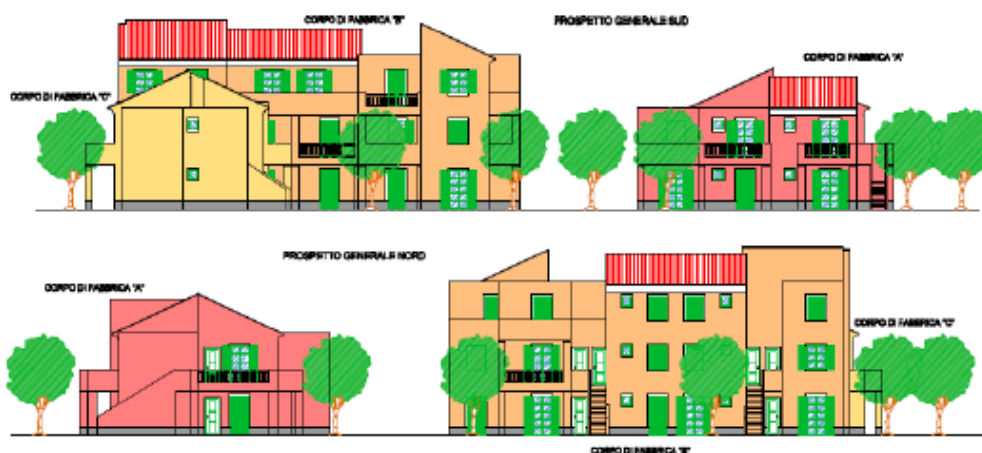 CORPO DI FABBRICA "B"
PROSPETTO GENERALE SUD
CORPO DI FABBRICA "A"
CORPO DI FABBRICA "C"
PROSPETTO GENERALE NORD
CORPO DI FABBRICA "A"
CORPO DI FABBRICA "C"
CORPO DI FABBRICA "B"